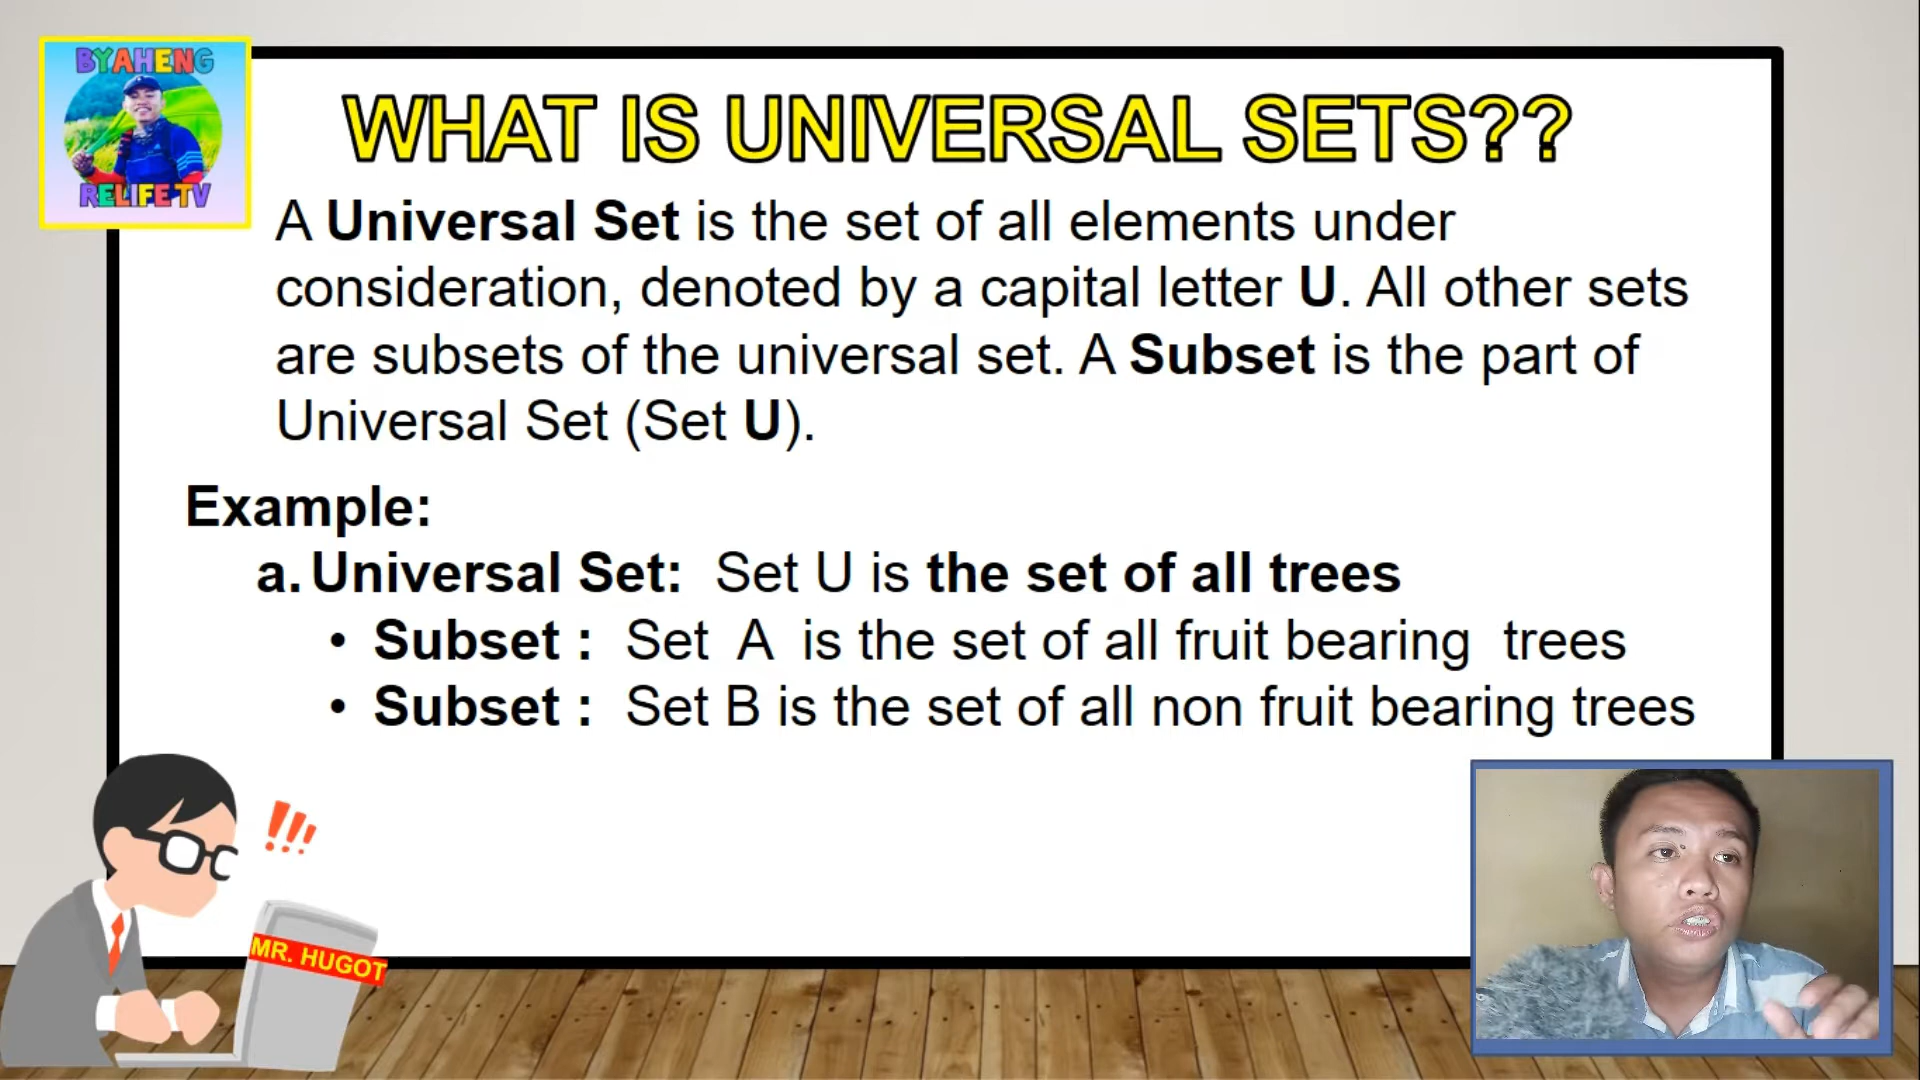 BYAHENG
RELIFE TV
WHAT IS UNIVERSAL SETS??
A Universal Set is the set of all elements under
consideration, denoted by a capital letter U. All other sets
are subsets of the universal set. A Subset is the part of
Universal Set (Set U).
Example:
a. Universal Set: Set U is the set of all trees
• Subset : Set A is the set of all fruit bearing trees
• Subset : Set B is the set of all non fruit bearing trees
!!!
MR. HUGOT